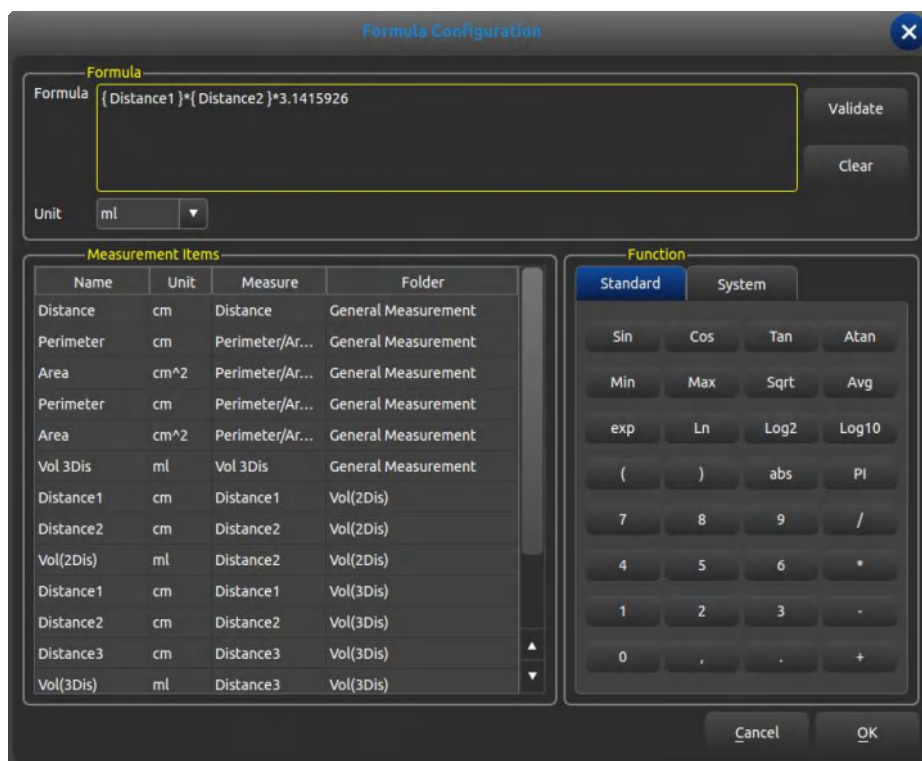 Formula Configuration
Formula
Formula { Distance1 }*{ Distance2 }*3.1415926
Validate
Clear
Unit ml
Measurement Items
Name Unit Measure Folder
Distance cm Distance General Measurement
Perimeter cm Perimeter/Ar... General Measurement
Area cm^2 Perimeter/Ar... General Measurement
Perimeter cm Perimeter/Ar... General Measurement
Area cm^2 Perimeter/Ar... General Measurement
Vol 3Dis ml Vol 3Dis General Measurement
Distance1 cm Distance1 Vol(2Dis)
Distance2 cm Distance2 Vol(2Dis)
Vol(2Dis) ml Distance2 Vol(2Dis)
Distance1 cm Distance1 Vol(3Dis)
Distance2 cm Distance2 Vol(3Dis)
Distance3 cm Distance3 Vol(3Dis)
Vol(3Dis) ml Distance3 Vol(3Dis)
Function
Standard System
Sin Cos Tan Atan
Min Max Sqrt Avg
exp Ln Log2 Log10
( ) abs PI
7 8 9 /
4 5 6 *
1 2 3 -
0 , . +
Cancel OK